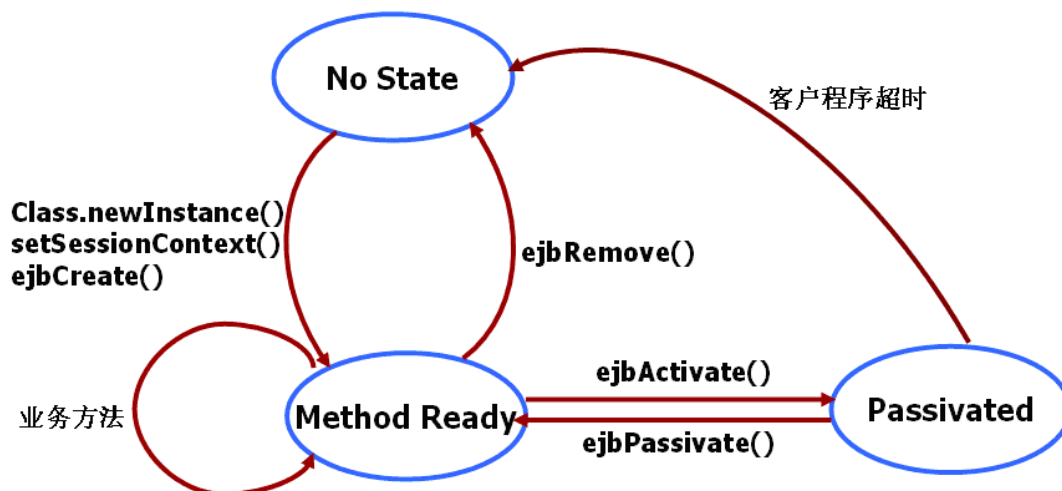 No State
客户程序超时
Class.newInstance()
setSessionContext()
ejbCreate()
ejbRemove()
业务方法
Method Ready
ejbActivate()
ejbPassivate()
Passivated